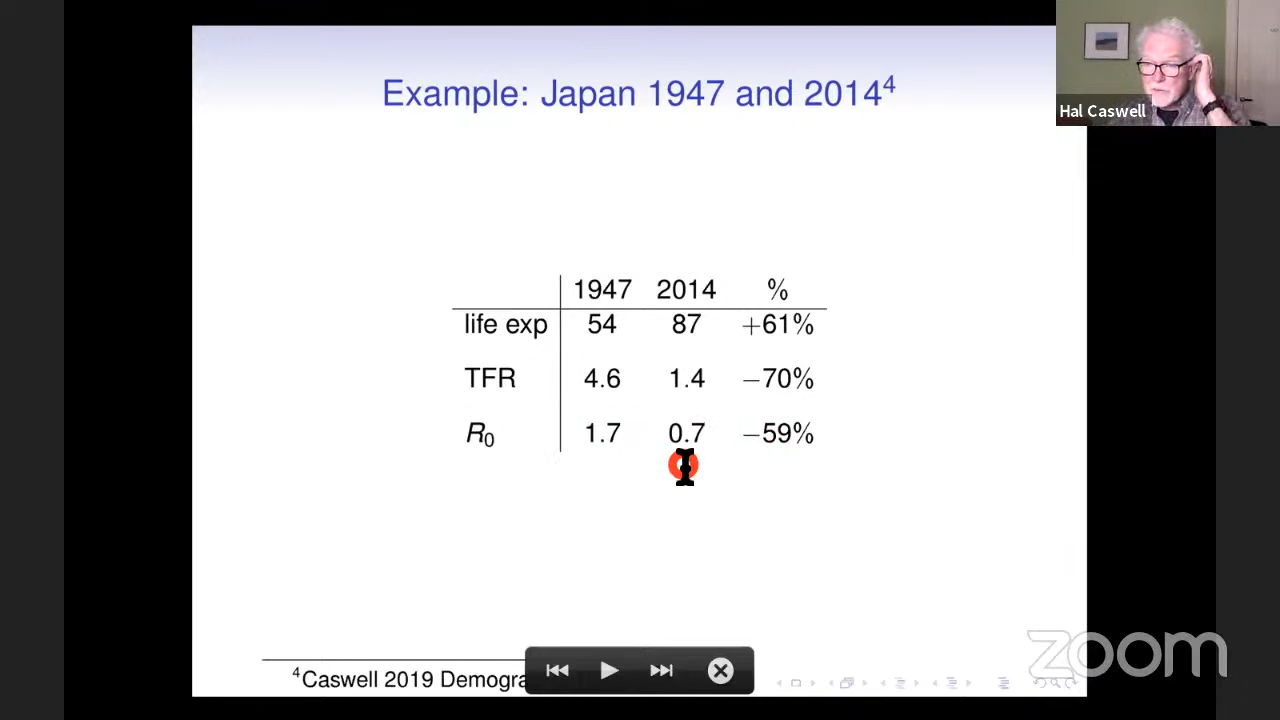 Example: Japan 1947 and 2014⁴
Hal Caswell
1947 2014 %
life exp 54 87 +61%
TFR 4.6 1.4 −70%
R₀ 1.7 0.7 −59%
⁴Caswell 2019
zoom